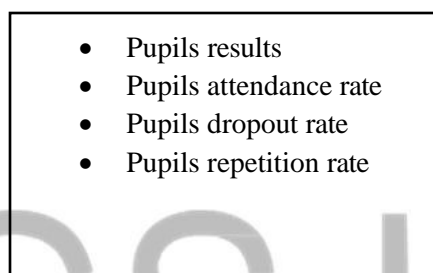 • Pupils results
• Pupils attendance rate
• Pupils dropout rate
• Pupils repetition rate